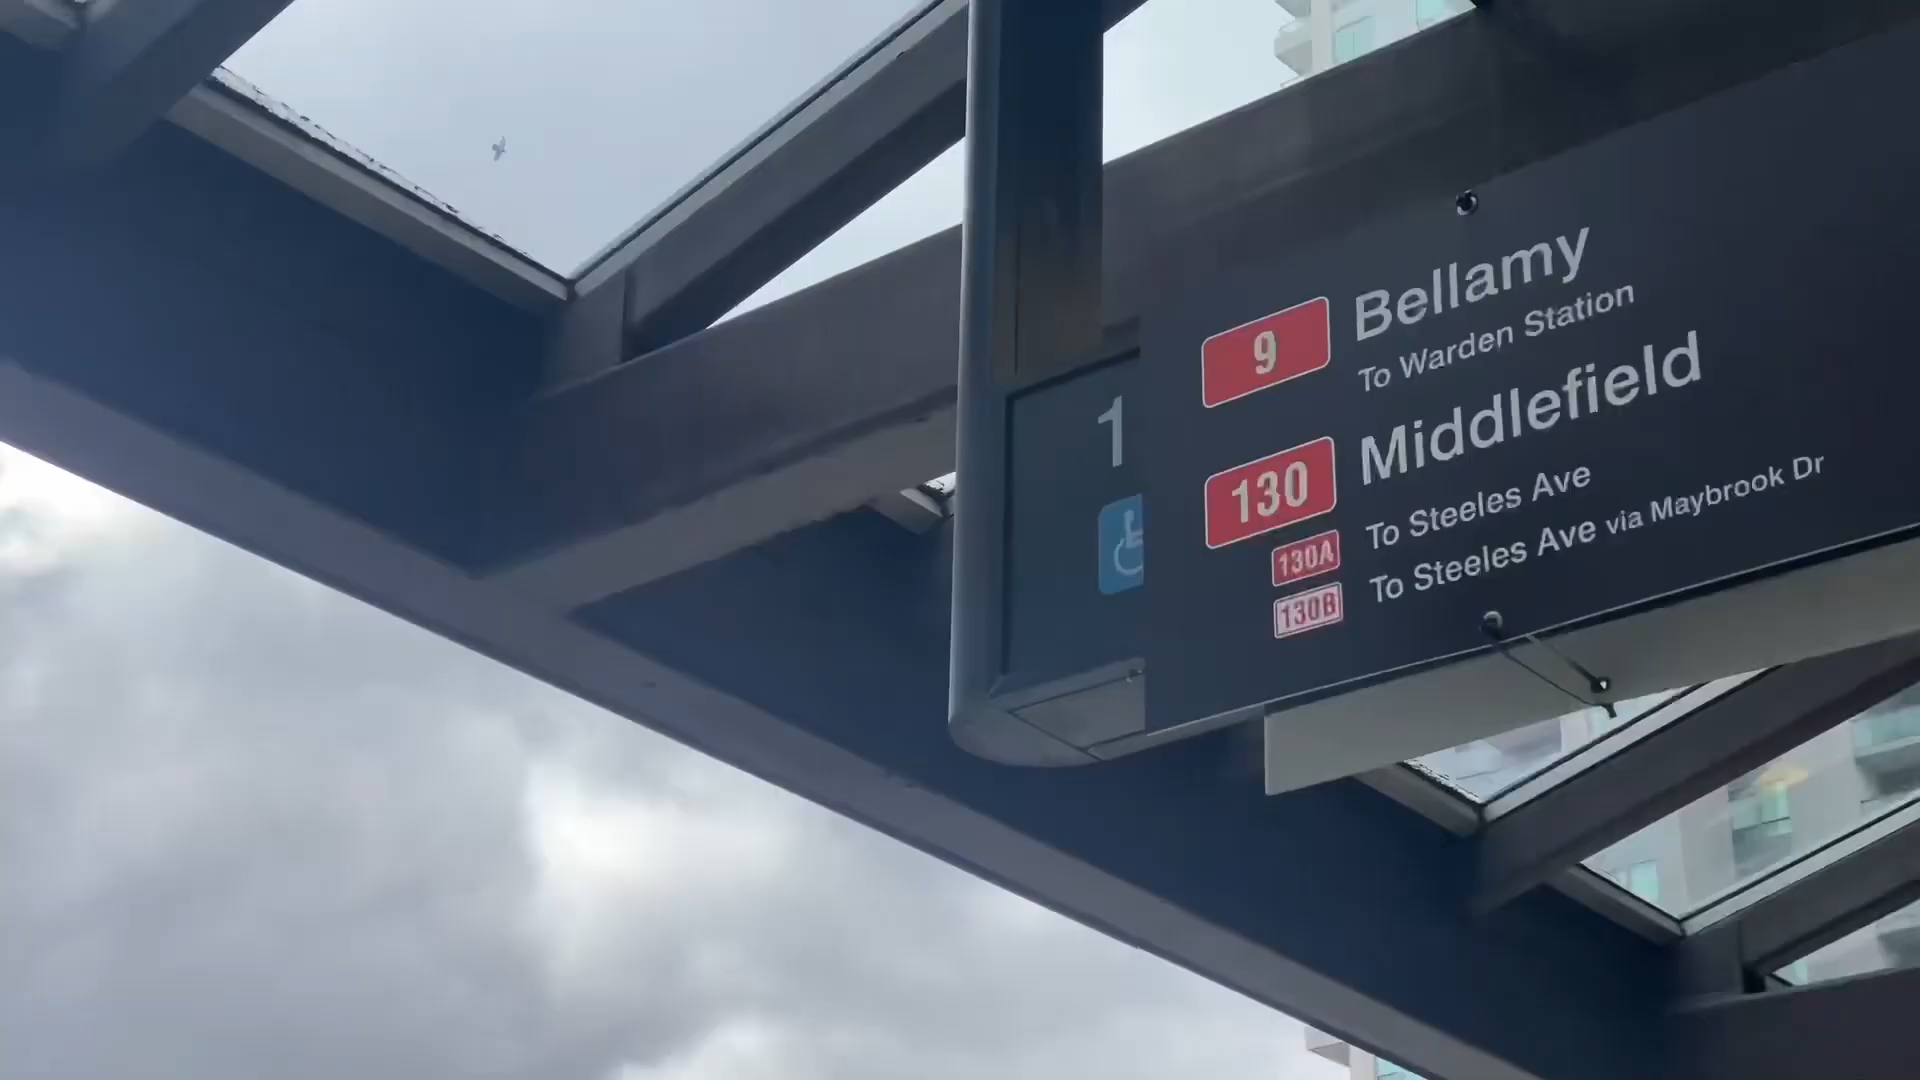 1
9 Bellamy
To Warden Station
130 Middlefield
130A To Steeles Ave
130B To Steeles Ave via Maybrook Dr